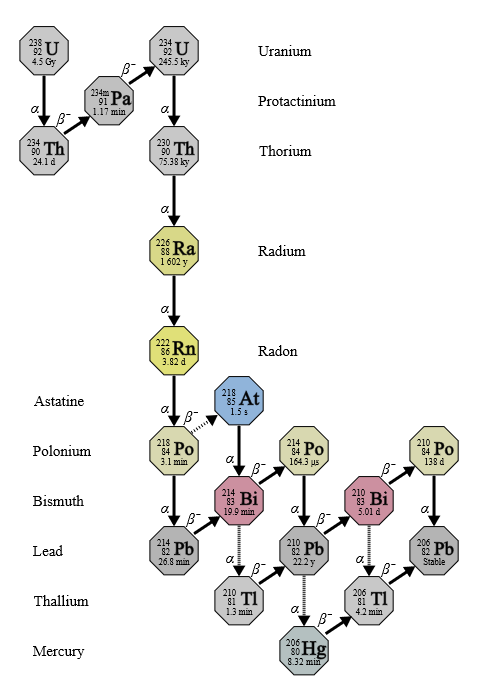 238
92 U
4.5 Gy
234
92 U
245.5 ky
Uranium
β⁻
234m
91 Pa
1.17 min
Protactinium
α
β⁻
α
234
90 Th
24.1 d
230
90 Th
75.38 ky
Thorium
α
226
88 Ra
1 602 y
Radium
α
222
86 Rn
3.82 d
Radon
Astatine
α
β⁻
218
85 At
1.5 s
Polonium
218
84 Po
3.1 min
α
β⁻
214
84 Po
164.3 µs
β⁻
210
84 Po
138 d
Bismuth
α
β⁻
214
83 Bi
19.9 min
α
β⁻
210
83 Bi
5.01 d
α
Lead
214
82 Pb
26.8 min
α
β⁻
210
82 Pb
22.2 y
α
β⁻
206
82 Pb
Stable
Thallium
210
81 Tl
1.3 min
α
β⁻
206
81 Tl
4.2 min
Mercury
206
80 Hg
8.32 min